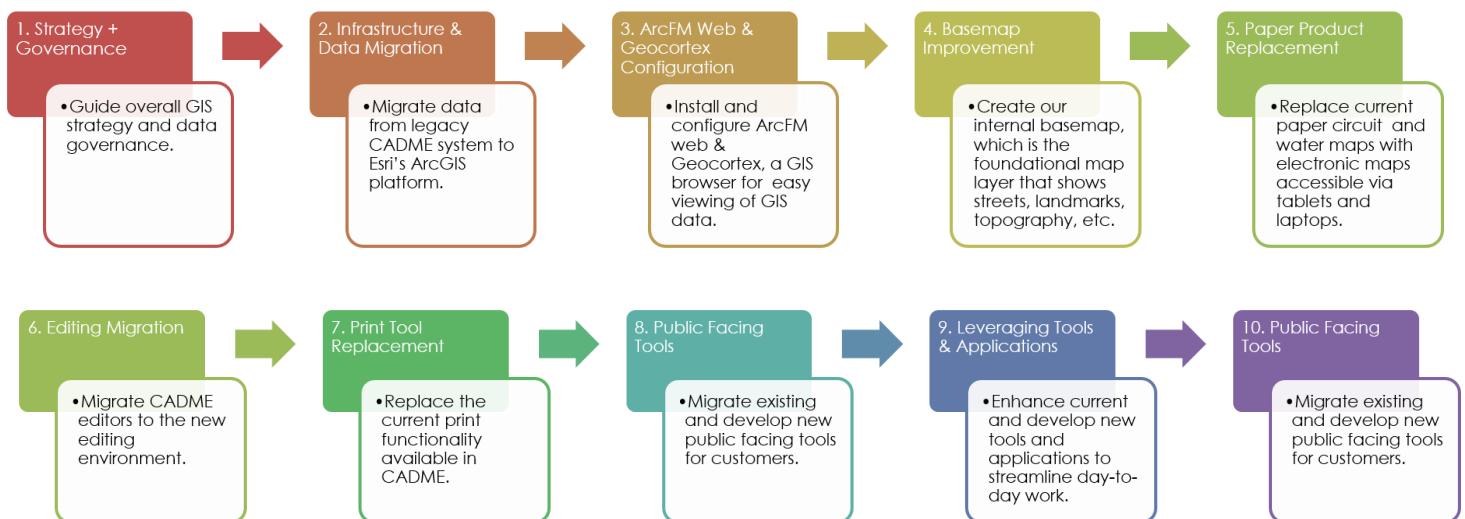 1. Strategy +
Governance
•Guide overall GIS
strategy and data
governance.
2. Infrastructure &
Data Migration
•Migrate data
from legacy
CADME system to
Esri's ArcGIS
platform.
3. ArcFM Web &
Geocortex
Configuration
•Install and
configure ArcFM
web &
Geocortex, a GIS
browser for easy
viewing of GIS
data.
4. Basemap
Improvement
•Create our
internal basemap,
which is the
foundational map
layer that shows
streets, landmarks,
topography, etc.
5. Paper Product
Replacement
•Replace current
paper circuit and
water maps with
electronic maps
accessible via
tablets and
laptops.
6. Editing Migration
•Migrate CADME
editors to the new
editing
environment.
7. Print Tool
Replacement
•Replace the
current print
functionality
available in
CADME.
8. Public Facing
Tools
•Migrate existing
and develop new
public facing tools
for customers.
9. Leveraging Tools
& Applications
•Enhance current
and develop new
tools and
applications to
streamline day-to-
day work.
10. Public Facing
Tools
•Migrate existing
and develop new
public facing tools
for customers.